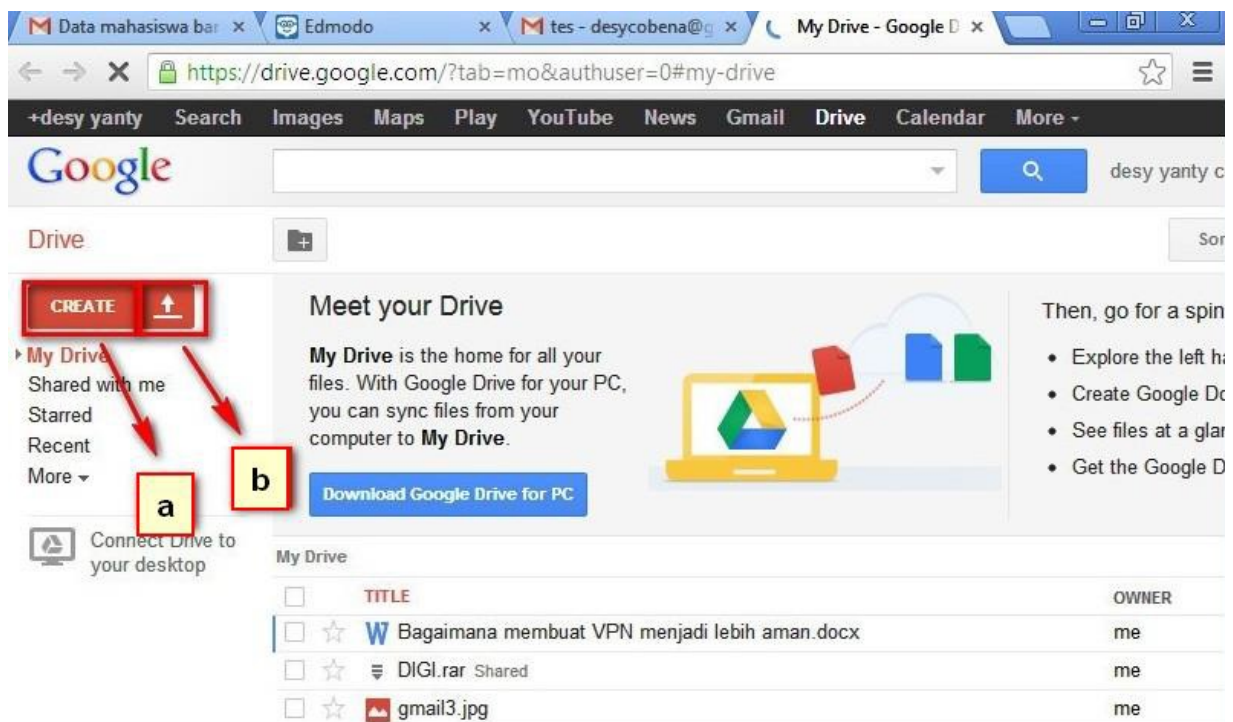 Data mahasiswa bar × Edmodo × tes - desycobena@g × My Drive - Google D ×
https://drive.google.com/?tab=mo&authuser=0#my-drive
+desy yanty Search Images Maps Play YouTube News Gmail Drive Calendar More
Google desy yanty c
Drive Sor
CREATE
My Drive
Shared with me
Starred
Recent
More
a
b
Connect Drive to
your desktop
Meet your Drive
My Drive is the home for all your
files. With Google Drive for your PC,
you can sync files from your
computer to My Drive.
Download Google Drive for PC
Then, go for a spin
• Explore the left ha
• Create Google Do
• See files at a glan
• Get the Google D
My Drive
TITLE OWNER
W Bagaimana membuat VPN menjadi lebih aman.docx me
DIGI.rar Shared me
gmail3.jpg me